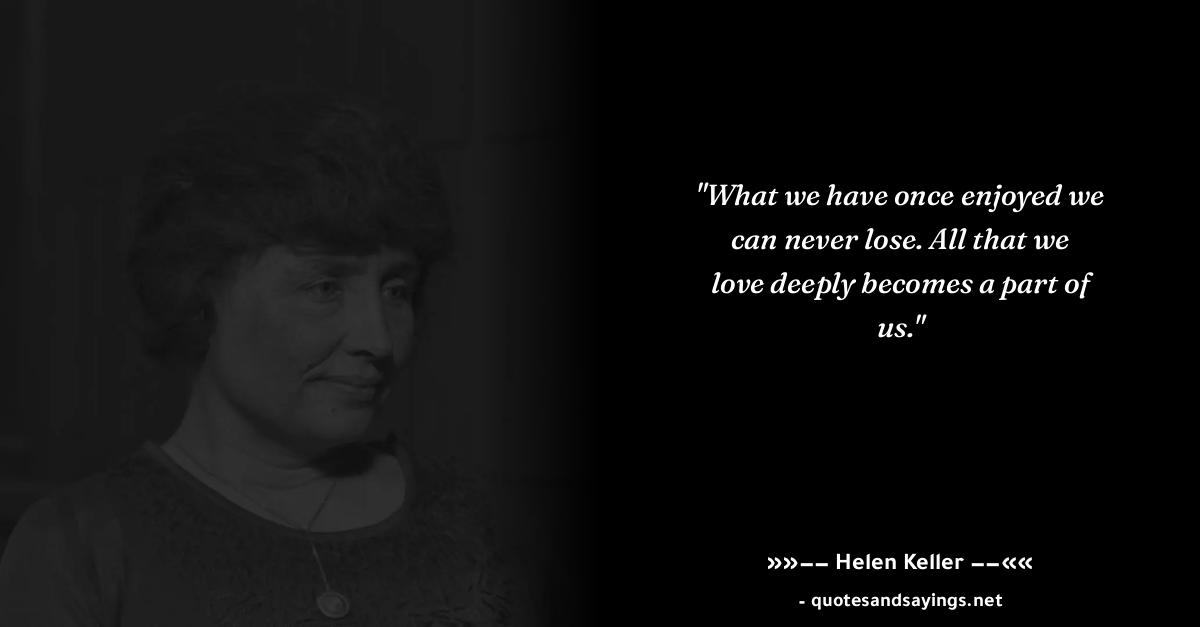 "What we have once enjoyed we
can never lose. All that we
love deeply becomes a part of
us."
»»–– Helen Keller ––««
- quotesandsayings.net